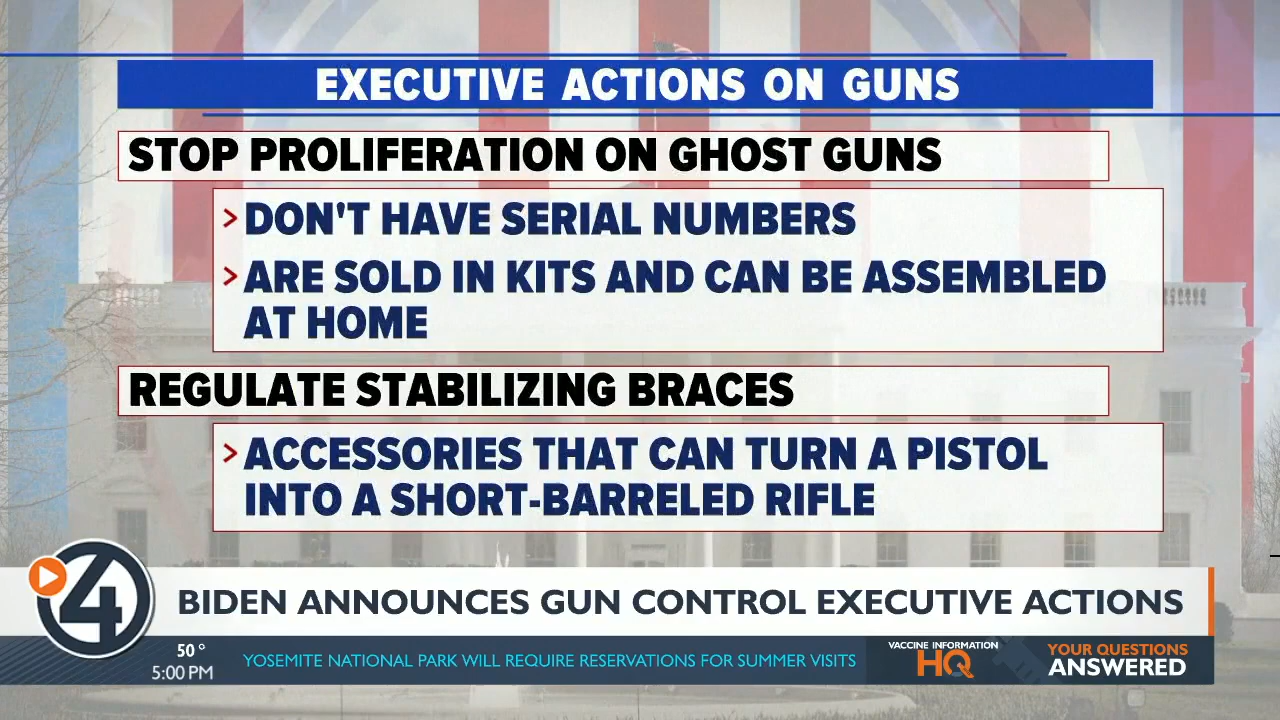 EXECUTIVE ACTIONS ON GUNS
STOP PROLIFERATION ON GHOST GUNS
> DON'T HAVE SERIAL NUMBERS
> ARE SOLD IN KITS AND CAN BE ASSEMBLED
AT HOME
REGULATE STABILIZING BRACES
> ACCESSORIES THAT CAN TURN A PISTOL
INTO A SHORT-BARRELED RIFLE
4
BIDEN ANNOUNCES GUN CONTROL EXECUTIVE ACTIONS
50°
5:00 PM
YOSEMITE NATIONAL PARK WILL REQUIRE RESERVATIONS FOR SUMMER VISITS
VACCINE INFORMATION
HQ
YOUR QUESTIONS
ANSWERED